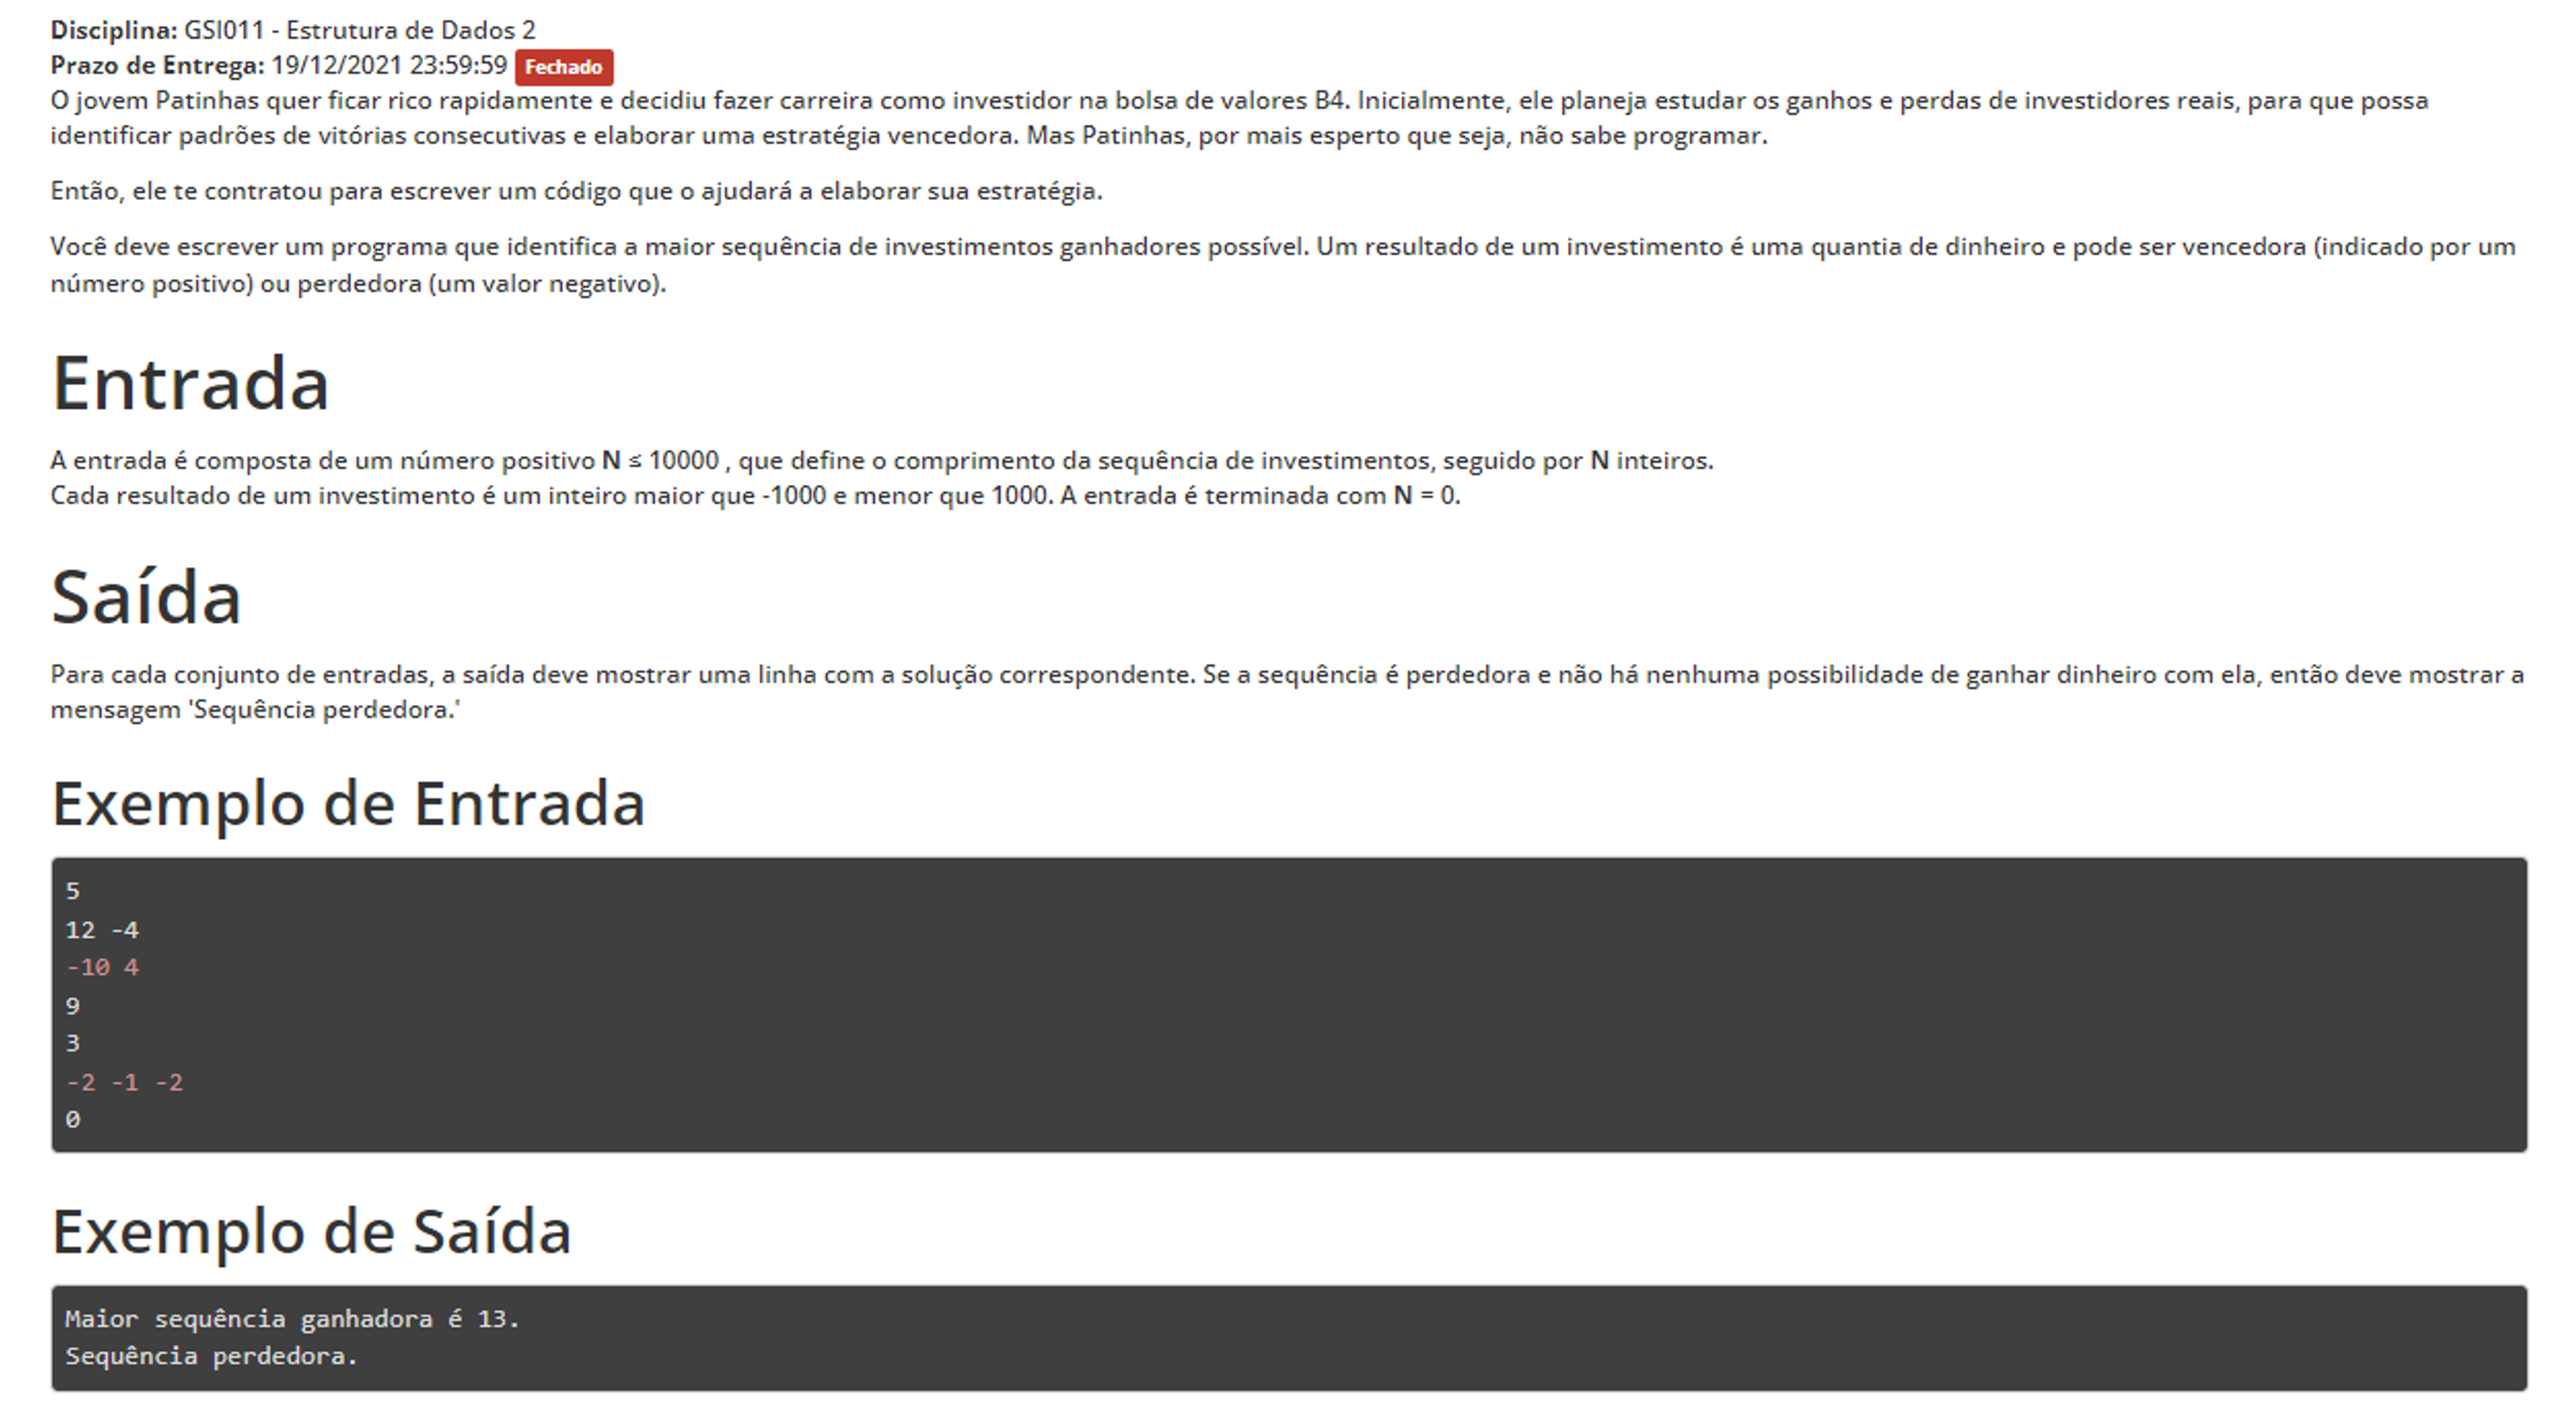 Disciplina: GSI011 - Estrutura de Dados 2
Prazo de Entrega: 19/12/2021 23:59:59 Fechado
O jovem Patinhas quer ficar rico rapidamente e decidiu fazer carreira como investidor na bolsa de valores B4. Inicialmente, ele planeja estudar os ganhos e perdas de investidores reais, para que possa
identificar padrões de vitórias consecutivas e elaborar uma estratégia vencedora. Mas Patinhas, por mais esperto que seja, não sabe programar.
Então, ele te contratou para escrever um código que o ajudará a elaborar sua estratégia.
Você deve escrever um programa que identifica a maior sequência de investimentos ganhadores possível. Um resultado de um investimento é uma quantia de dinheiro e pode ser vencedora (indicado por um
número positivo) ou perdedora (um valor negativo).
Entrada
A entrada é composta de um número positivo N ≤ 10000 , que define o comprimento da sequência de investimentos, seguido por N inteiros.
Cada resultado de um investimento é um inteiro maior que -1000 e menor que 1000. A entrada é terminada com N = 0.
Saída
Para cada conjunto de entradas, a saída deve mostrar uma linha com a solução correspondente. Se a sequência é perdedora e não há nenhuma possibilidade de ganhar dinheiro com ela, então deve mostrar a
mensagem 'Sequência perdedora.'
Exemplo de Entrada
5
12 -4
-10 4
9
3
-2 -1 -2
0
Exemplo de Saída
Maior sequência ganhadora é 13.
Sequência perdedora.